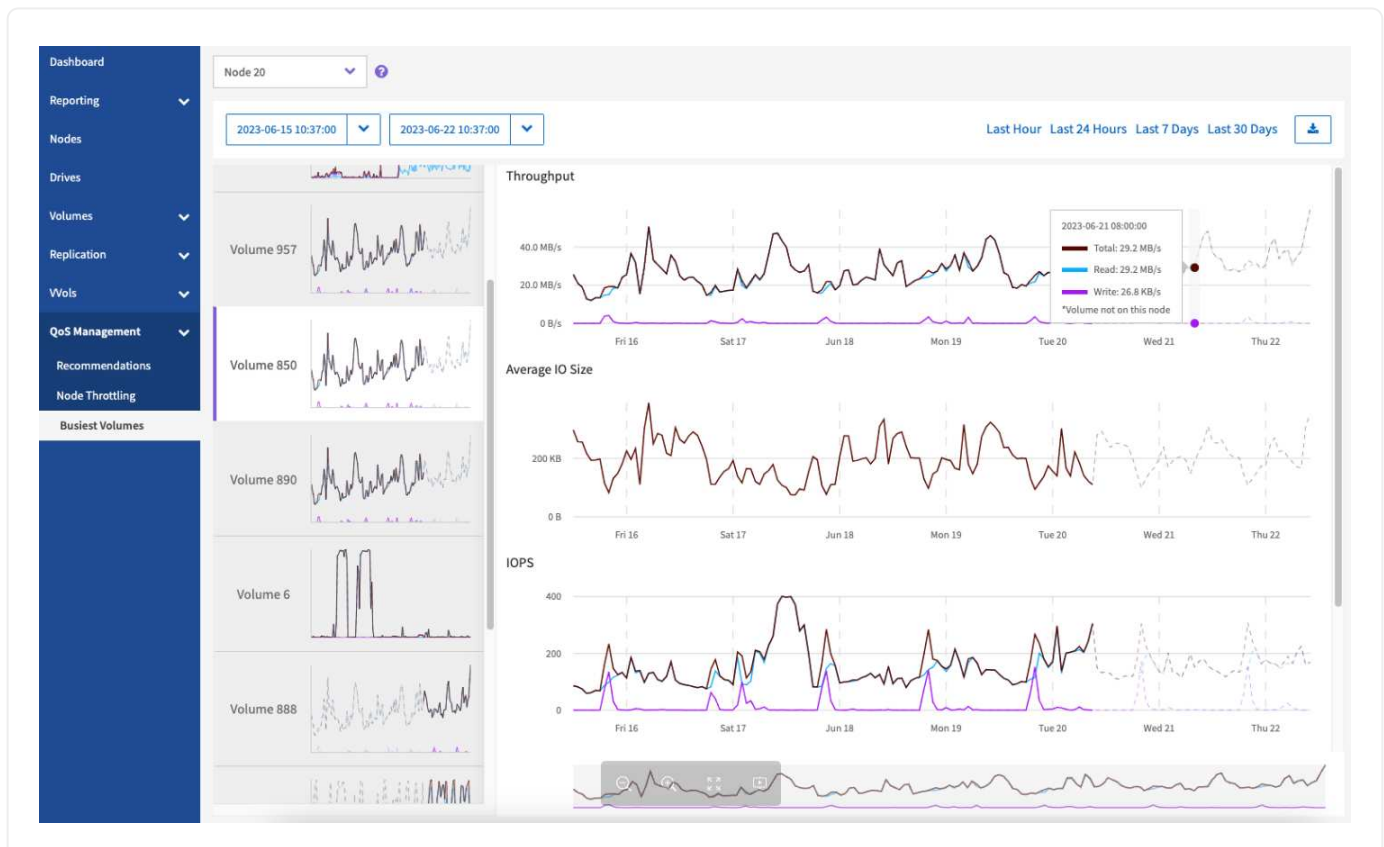 Dashboard
Reporting
Nodes
Drives
Volumes
Replication
VVols
QoS Management
Recommendations
Node Throttling
Busiest Volumes
Node 20
?
2023-06-15 10:37:00
2023-06-22 10:37:00
Last Hour Last 24 Hours Last 7 Days Last 30 Days
Volume 957
Volume 850
Volume 890
Volume 6
Volume 888
Throughput
40.0 MB/s
20.0 MB/s
0 B/s
2023-06-21 08:00:00
Total: 29.2 MB/s
Read: 29.2 MB/s
Write: 26.8 KB/s
*Volume not on this node
Fri 16 Sat 17 Jun 18 Mon 19 Tue 20 Wed 21 Thu 22
Average IO Size
200 KB
0 B
Fri 16 Sat 17 Jun 18 Mon 19 Tue 20 Wed 21 Thu 22
IOPS
400
200
0
Fri 16 Sat 17 Jun 18 Mon 19 Tue 20 Wed 21 Thu 22